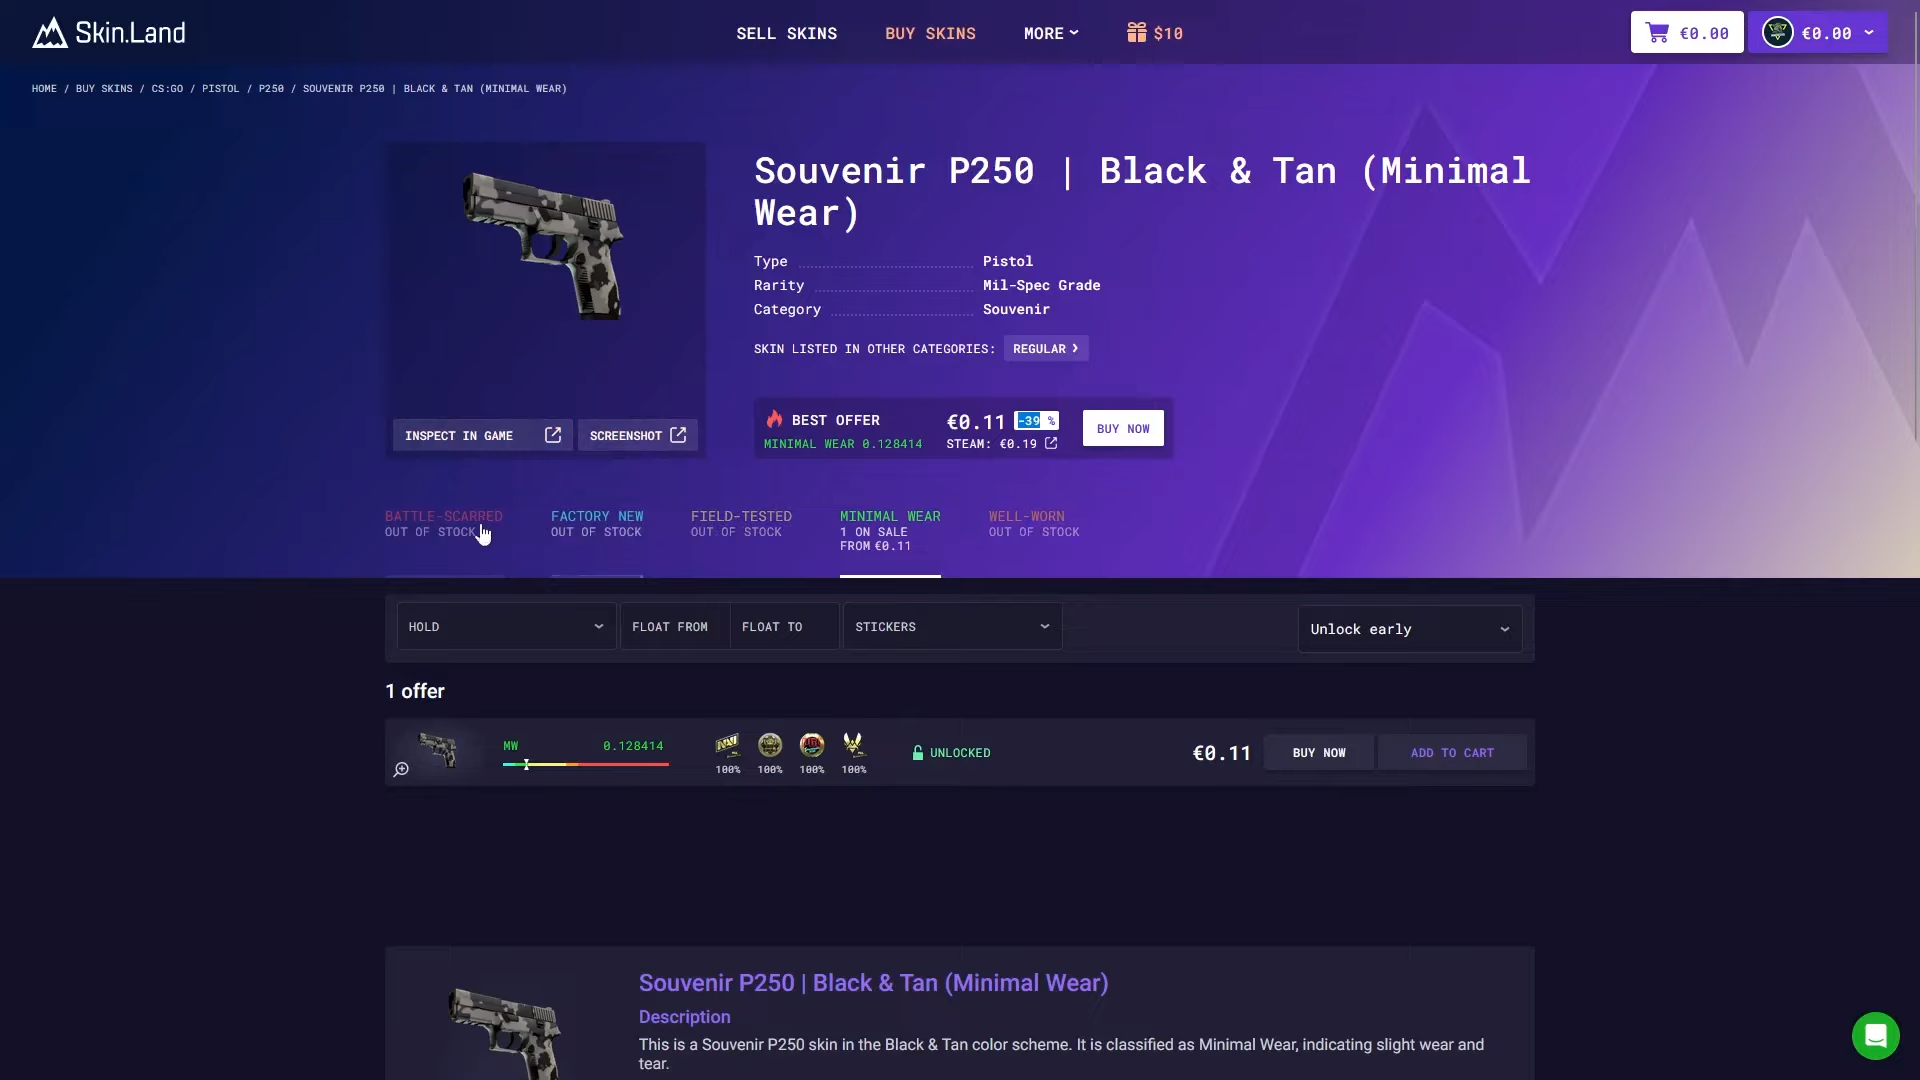 Skin.Land
SELL SKINS
BUY SKINS
MORE
$10
€0.00
€0.00
HOME / BUY SKINS / CS:GO / PISTOL / P250 / SOUVENIR P250 | BLACK & TAN (MINIMAL WEAR)
Souvenir P250 | Black & Tan (Minimal
Wear)
Type Pistol
Rarity Mil-Spec Grade
Category Souvenir
SKIN LISTED IN OTHER CATEGORIES: REGULAR
INSPECT IN GAME
SCREENSHOT
BEST OFFER
MINIMAL WEAR 0.128414
€0.11 -39 %
STEAM: €0.19
BUY NOW
BATTLE-SCARRED
OUT OF STOCK
FACTORY NEW
OUT OF STOCK
FIELD-TESTED
OUT OF STOCK
MINIMAL WEAR
1 ON SALE
FROM €0.11
WELL-WORN
OUT OF STOCK
HOLD
FLOAT FROM
FLOAT TO
STICKERS
Unlock early
1 offer
MW 0.128414
100% 100% 100% 100%
UNLOCKED
€0.11
BUY NOW
ADD TO CART
Souvenir P250 | Black & Tan (Minimal Wear)
Description
This is a Souvenir P250 skin in the Black & Tan color scheme. It is classified as Minimal Wear, indicating slight wear and
tear.